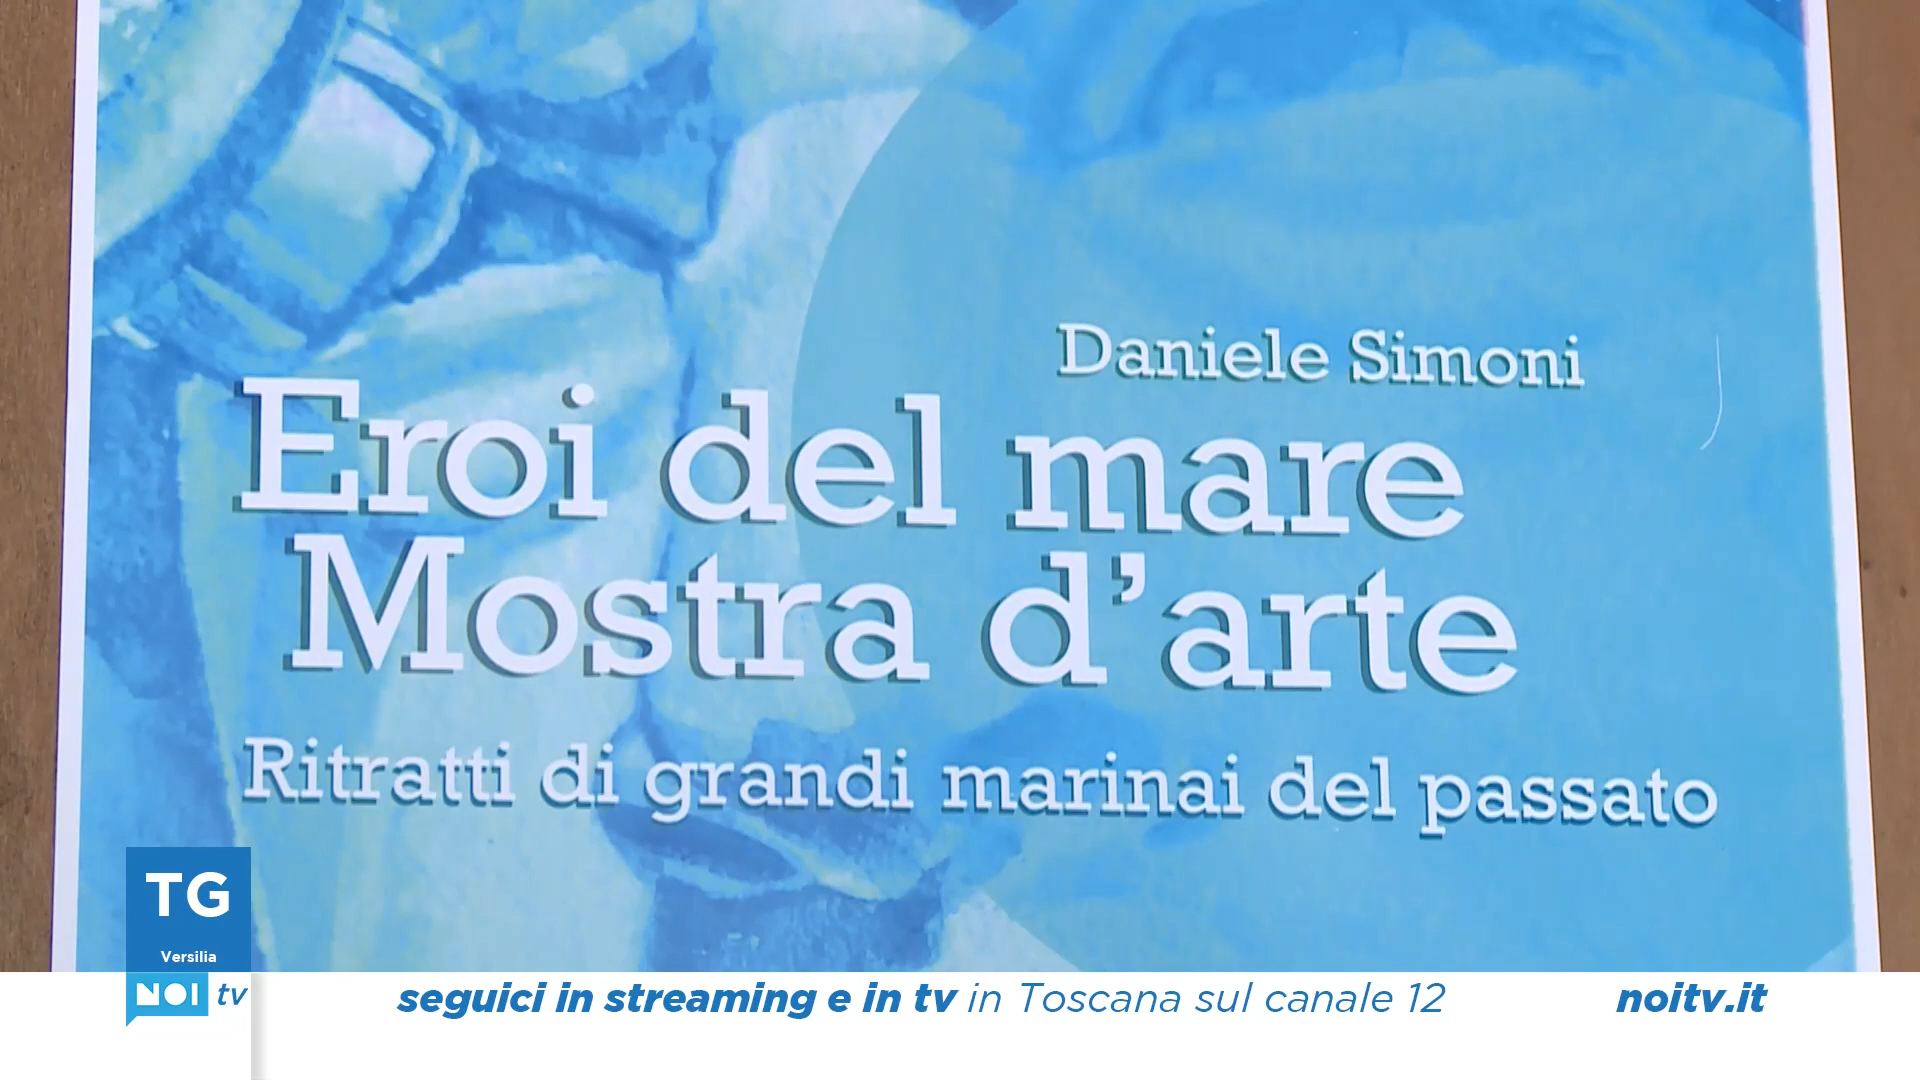 Daniele Simoni
Eroi del mare
Mostra d'arte
Ritratti di grandi marinai del passato
TG
Versilia
NOI tv
seguici in streaming e in tv in Toscana sul canale 12
noitv.it